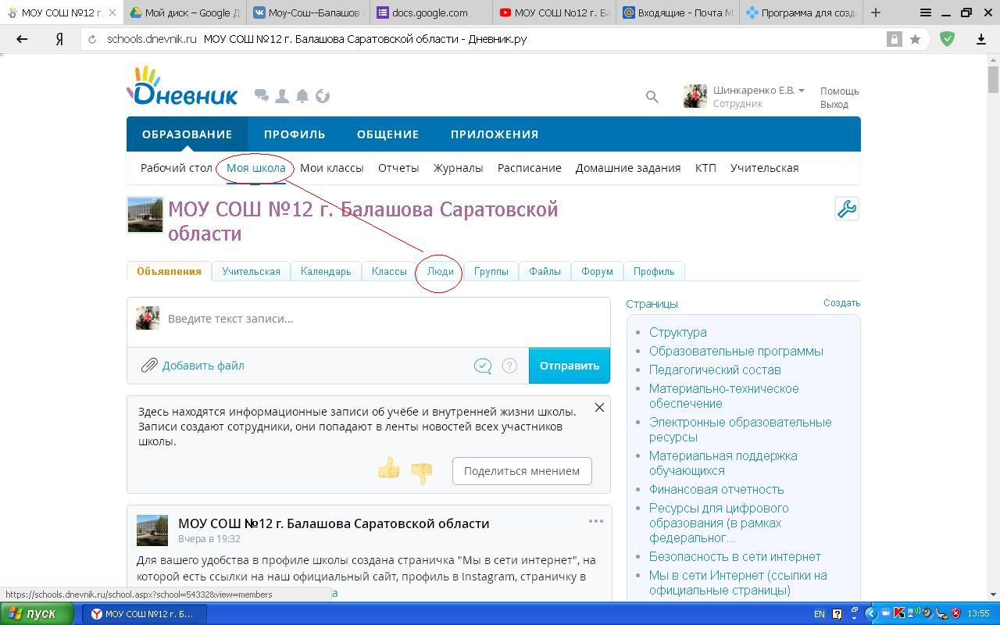 МОУ СОШ №12 г.
Мой диск – Google Д
Моу-Сош--Балашов
docs.google.com
МОУ СОШ No12 г. Ба
Входящие - Почта М
Программа для созда
Я schools.dnevnik.ru МОУ СОШ №12 г. Балашова Саратовской области - Дневник.ру
Дневник
Шинкаренко Е.В.
Сотрудник
Помощь
Выход
ОБРАЗОВАНИЕ ПРОФИЛЬ ОБЩЕНИЕ ПРИЛОЖЕНИЯ
Рабочий стол Моя школа Мои классы Отчеты Журналы Расписание Домашние задания КТП Учительская
МОУ СОШ №12 г. Балашова Саратовской
области
Объявления Учительская Календарь Классы Люди Группы Файлы Форум Профиль
Введите текст записи...
Добавить файл ? Отправить
Здесь находятся информационные записи об учёбе и внутренней жизни школы.
Записи создают сотрудники, они попадают в ленты новостей всех участников
школы.
Поделиться мнением
МОУ СОШ №12 г. Балашова Саратовской области
Вчера в 19:32
Для вашего удобства в профиле школы создана страничка "Мы в сети интернет", на
которой есть ссылки на наш официальный сайт, профиль в Instagram, страничку в
Страницы Создать
Структура
Образовательные программы
Педагогический состав
Материально-техническое
обеспечение
Электронные образовательные
ресурсы
Материальная поддержка
обучающихся
Финансовая отчетность
Ресурсы для цифрового
образования (в рамках
федеральног...
Безопасность в сети интернет
Мы в сети Интернет (ссылки на
официальные страницы)
https://schools.dnevnik.ru/school.aspx?school=54332&view=members
пуск МОУ СОШ №12 г. Б... EN 13:55